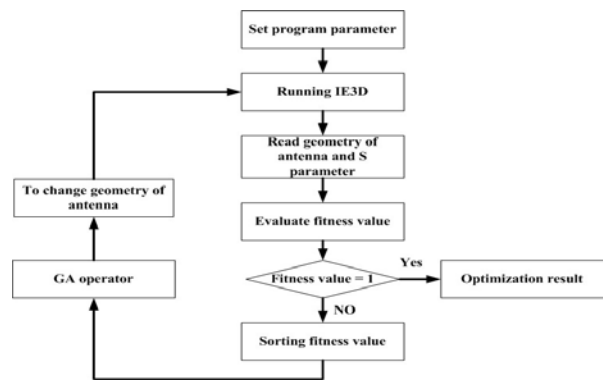 Set program parameter
Running IE3D
Read geometry of
antenna and S
parameter
To change geometry of
antenna
Evaluate fitness value
GA operator
Fitness value = 1
Yes
Optimization result
NO
Sorting fitness value